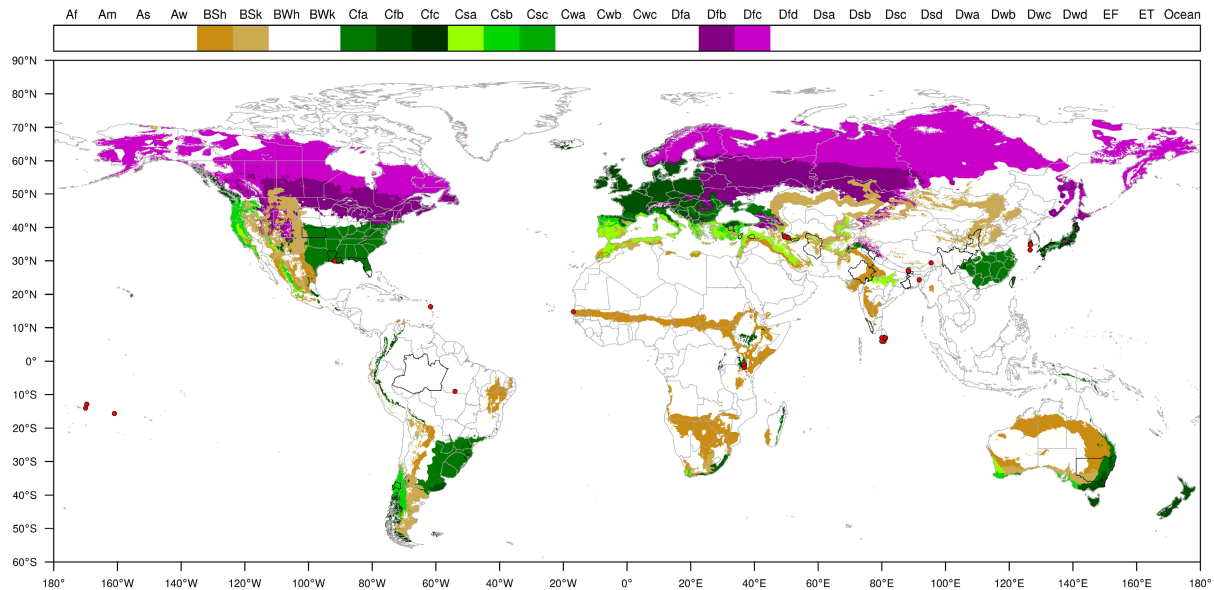 Af Am As Aw BSh BSk BWh BWk Cfa Cfb Cfc Csa Csb Csc Cwa Cwb Cwc Dfa Dfb Dfc Dfd Dsa Dsb Dsc Dsd Dwa Dwb Dwc Dwd EF ET Ocean
90°N
80°N
70°N
60°N
50°N
40°N
30°N
20°N
10°N
0°
10°S
20°S
30°S
40°S
50°S
60°S
180° 160°W 140°W 120°W 100°W 80°W 60°W 40°W 20°W 0° 20°E 40°E 60°E 80°E 100°E 120°E 140°E 160°E 180°